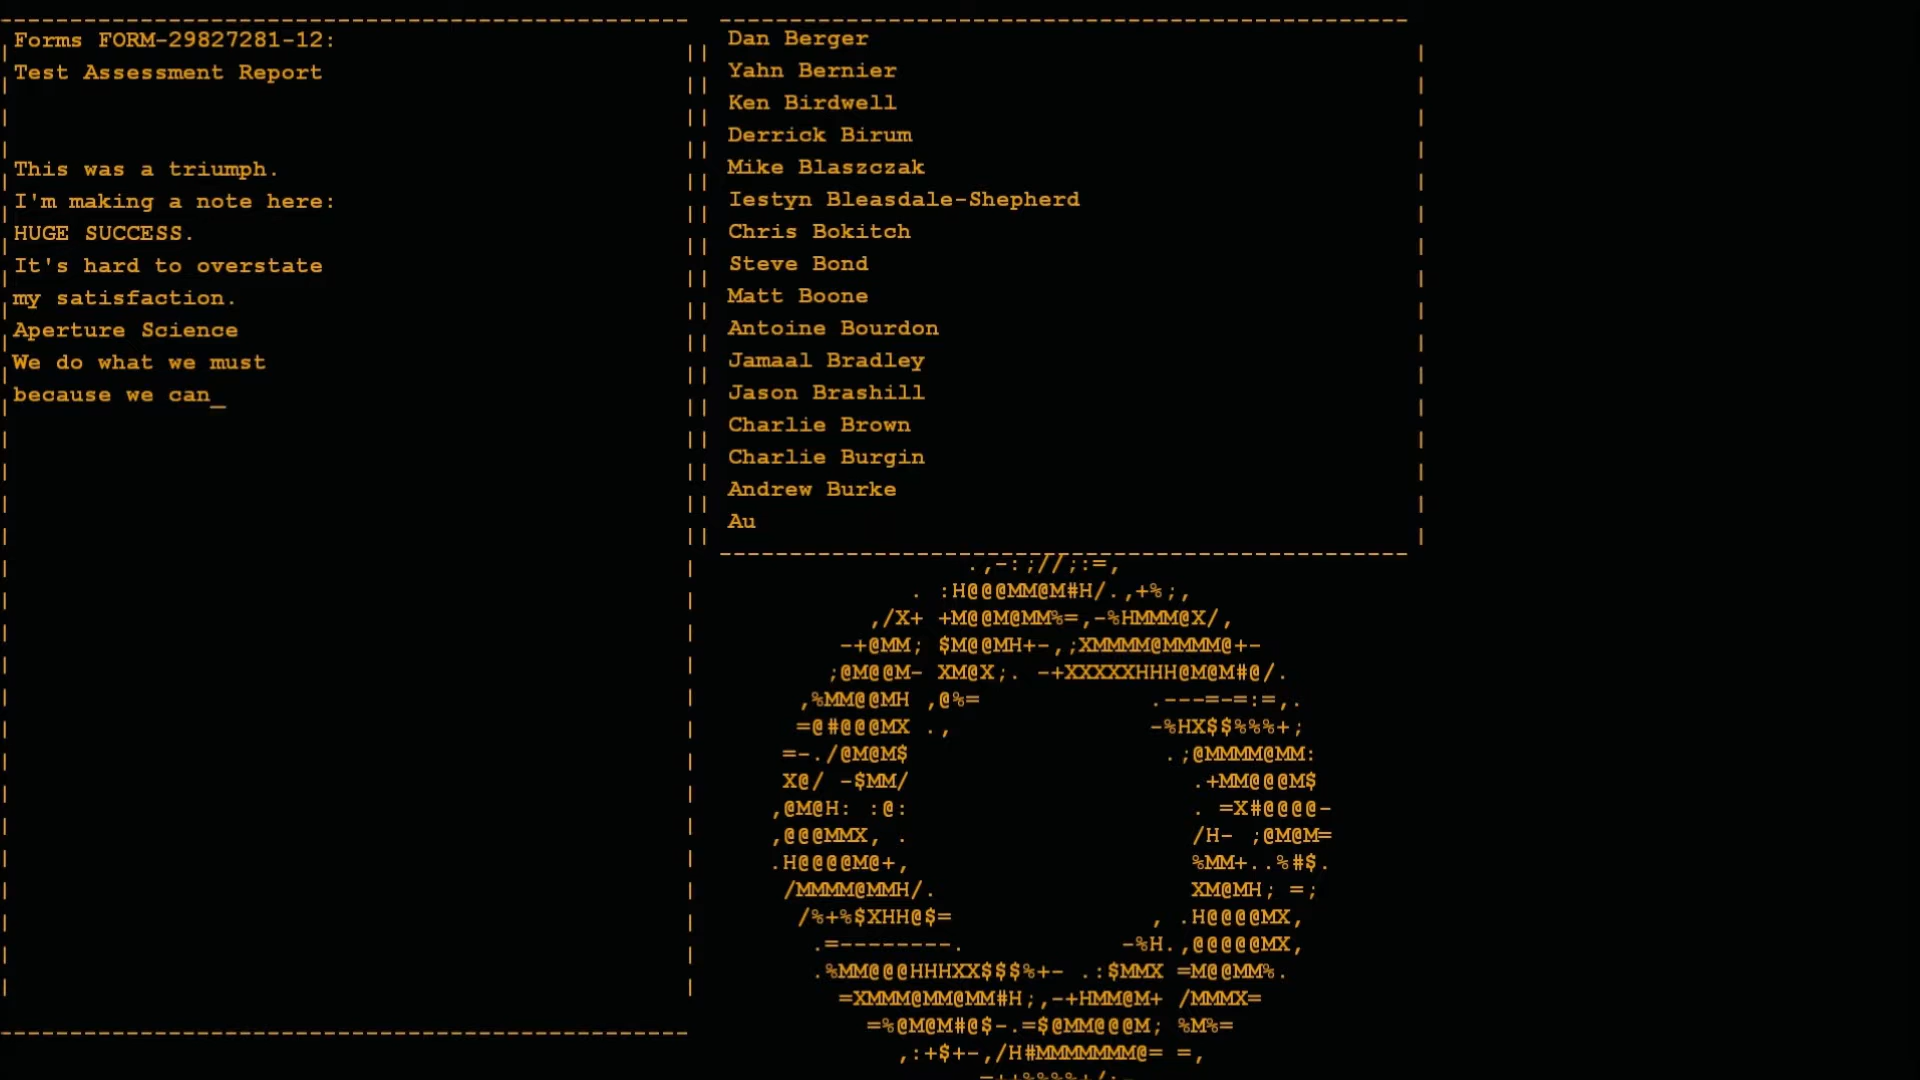 Forms FORM-29827281-12:
Test Assessment Report
This was a triumph.
I'm making a note here:
HUGE SUCCESS.
It's hard to overstate
my satisfaction.
Aperture Science
We do what we must
because we can_
Dan Berger
Yahn Bernier
Ken Birdwell
Derrick Birum
Mike Blaszczak
Iestyn Bleasdale-Shepherd
Chris Bokitch
Steve Bond
Matt Boone
Antoine Bourdon
Jamaal Bradley
Jason Brashill
Charlie Brown
Charlie Burgin
Andrew Burke
Au